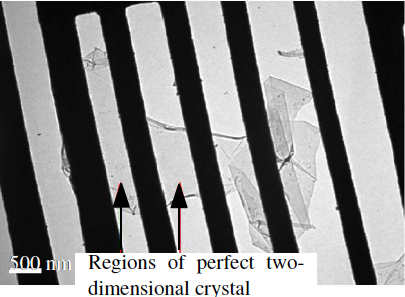 500 nm
Regions of perfect two-
dimensional crystal